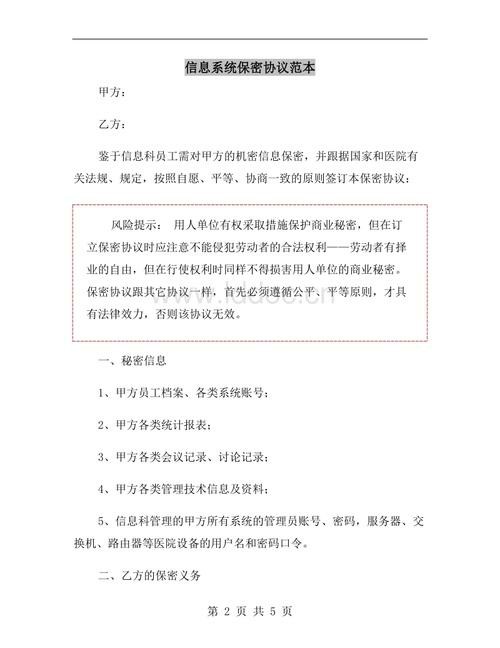 信息系统保密协议范本
甲方：
乙方：
鉴于信息科员工需对甲方的机密信息保密，并跟据国家和医院有
关法规、规定，按照自愿、平等、协商一致的原则签订本保密协议：
风险提示： 用人单位有权采取措施保护商业秘密，但在订
立保密协议时应注意不能侵犯劳动者的合法权利——劳动者有择
业的自由，但在行使权利时同样不得损害用人单位的商业秘密。
保密协议跟其它协议一样，首先必须遵循公平、平等原则，才具
有法律效力，否则该协议无效。
www.lddoc.cn
一、秘密信息
1、甲方员工档案、各类系统账号；
2、甲方各类统计报表；
3、甲方各类会议记录、讨论记录；
4、甲方各类管理技术信息及资料；
5、信息科管理的甲方所有系统的管理员账号、密码，服务器、交
换机、路由器等医院设备的用户名和密码口令。
二、乙方的保密义务
第 2 页 共 5 页